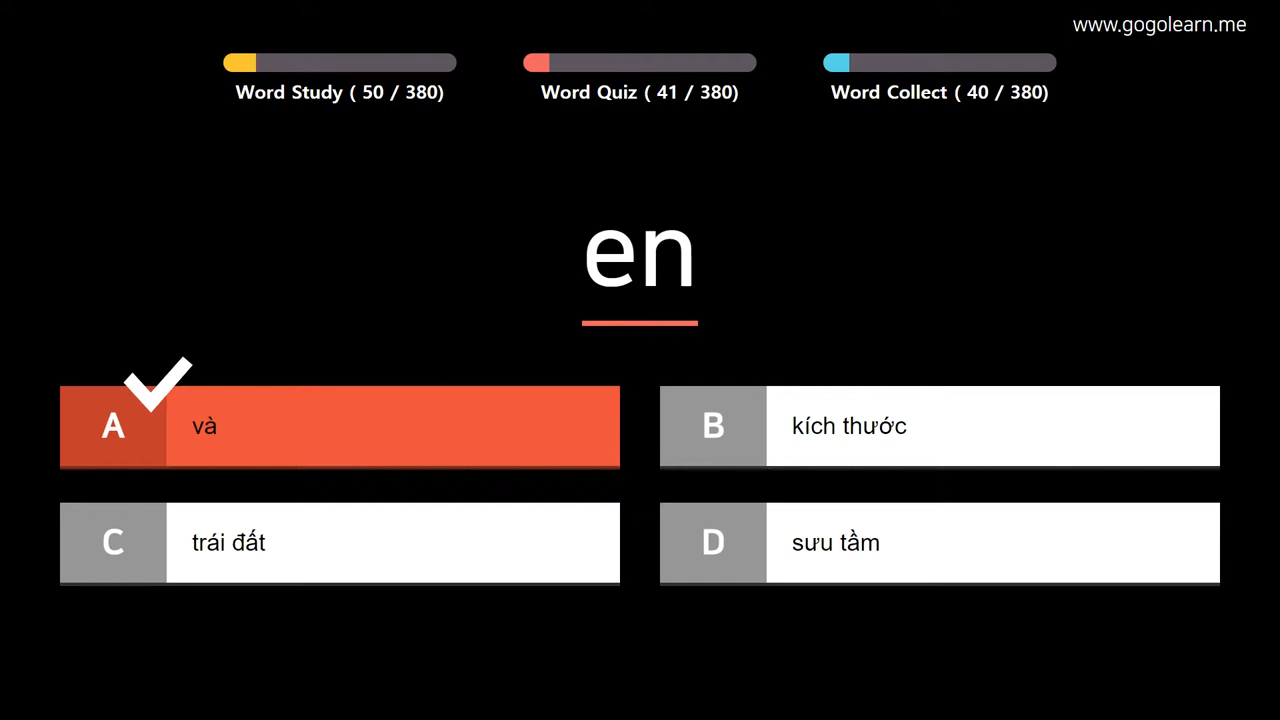 www.gogolearn.me
Word Study ( 50 / 380)
Word Quiz ( 41 / 380)
Word Collect ( 40 / 380)
en
A
và
B
kích thước
C
trái đất
D
sưu tầm